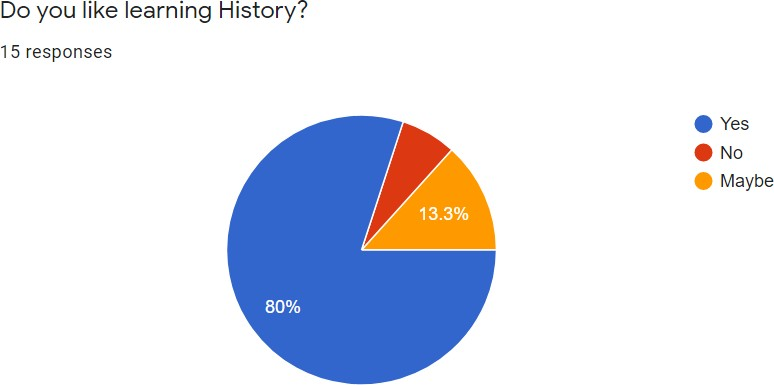 Do you like learning History?
15 responses
Yes
No
Maybe
13.3%
80%